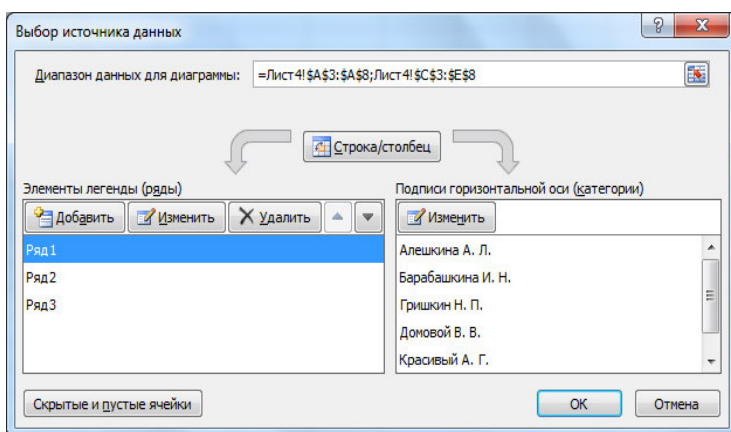 Выбор источника данных
Диапазон данных для диаграммы: =Лист4!$A$3:$A$8;Лист4!$C$3:$E$8
Строка/столбец
Элементы легенды (ряды)
Добавить Изменить Удалить
Ряд1
Ряд2
Ряд3
Подписи горизонтальной оси (категории)
Изменить
Алешкина А. Л.
Барабашкина И. Н.
Гришкин Н. П.
Домовой В. В.
Красивый А. Г.
Скрытые и пустые ячейки
ОК Отмена